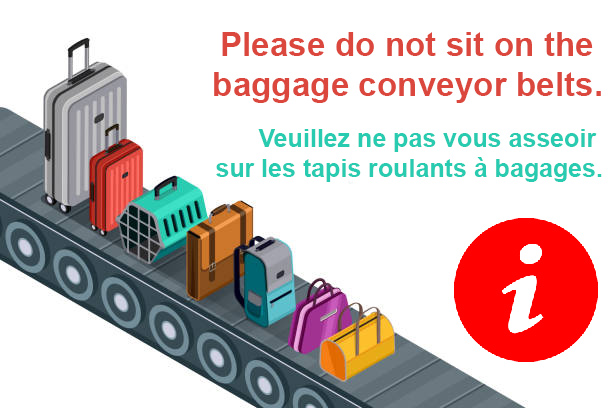 Please do not sit on the
baggage conveyor belts.
Veuillez ne pas vous asseoir
sur les tapis roulants à bagages.
i